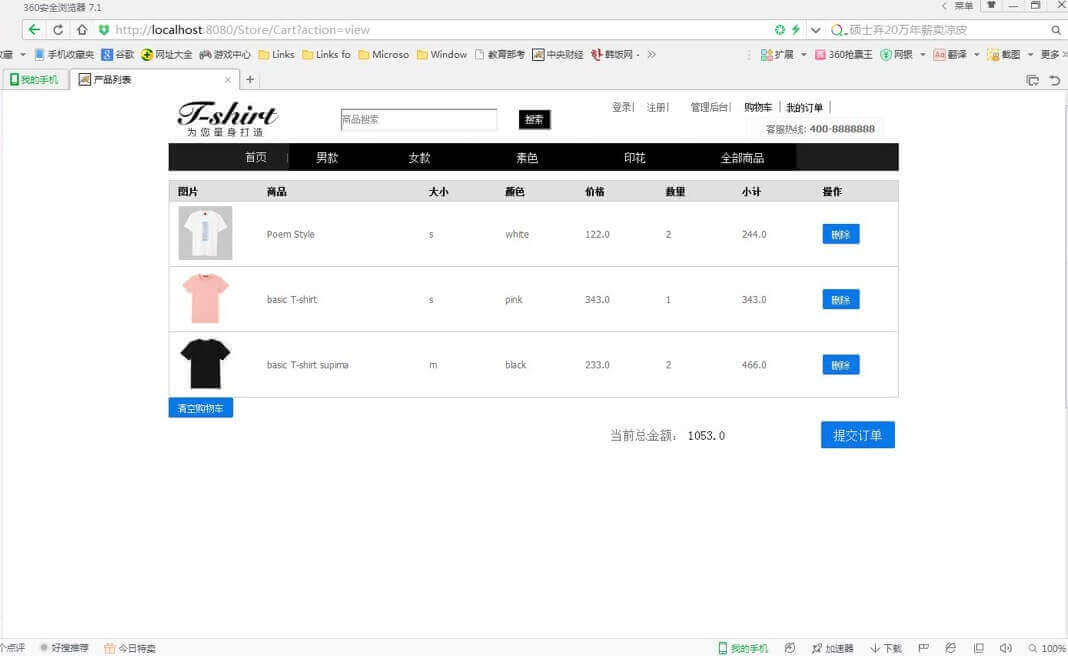 360安全浏览器 7.1
菜单
http://localhost:8080/Store/Cart?action=view
硕士弃20万年薪卖凉皮
藏 手机收藏夹 谷歌 网址大全 游戏中心 Links Links fo Microso Window 教育部考 中央财经 韩饭网 - »
扩展 360抢票王 网银 翻译 截图 更多 »
我的手机 产品列表
T-shirt
为您量身打造
商品搜索 搜索
登录| 注册| 管理后台| 购物车 | 我的订单 |
客服热线: 400-8888888
首页 | 男款 女款 素色 印花 全部商品
图片 商品 大小 颜色 价格 数量 小计 操作
Poem Style s white 122.0 2 244.0 删除
basic T-shirt s pink 343.0 1 343.0 删除
basic T-shirt supima m black 233.0 2 466.0 删除
清空购物车
当前总金额： 1053.0 提交订单
个点评 好搜推荐 今日特卖
我的手机 加速器 下载 100%